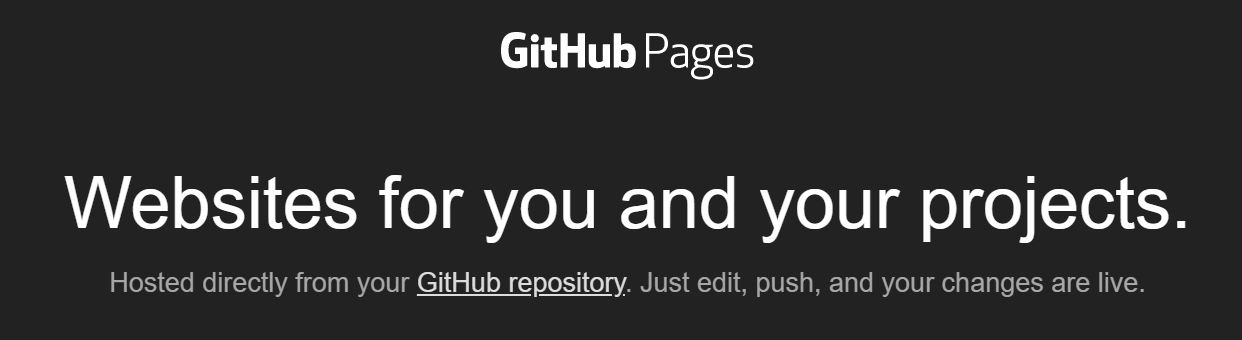 GitHub Pages
Websites for you and your projects.
Hosted directly from your GitHub repository. Just edit, push, and your changes are live.